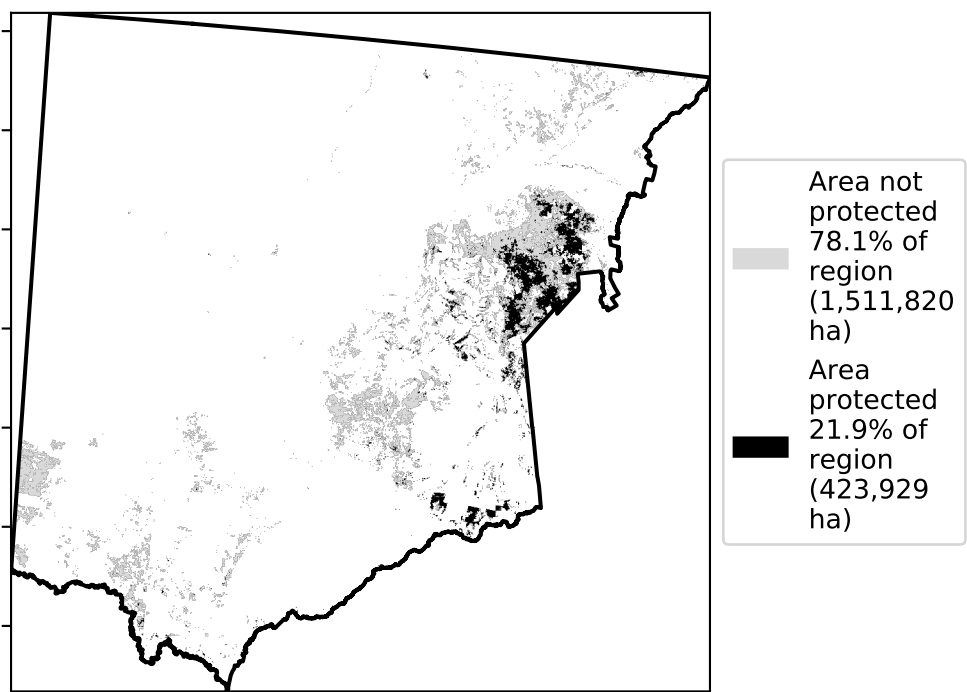 Area not
protected
78.1% of
region
(1,511,820
ha)
Area
protected
21.9% of
region
(423,929
ha)